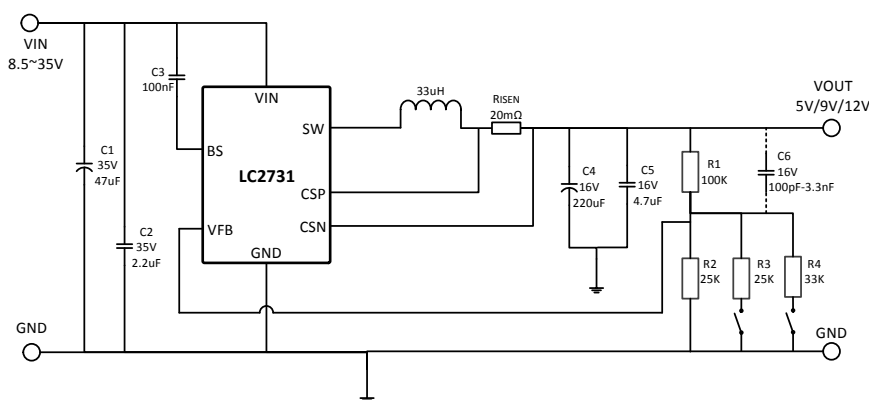 VIN
8.5~35V
C1
35V
47uF
C2
35V
2.2uF
C3
100nF
VIN
BS
LC2731
SW
CSP
CSN
VFB
GND
33uH
RISEN
20mΩ
C4
16V
220uF
C5
16V
4.7uF
R1
100K
C6
16V
100pF-3.3nF
VOUT
5V/9V/12V
R2
25K
R3
25K
R4
33K
GND
GND